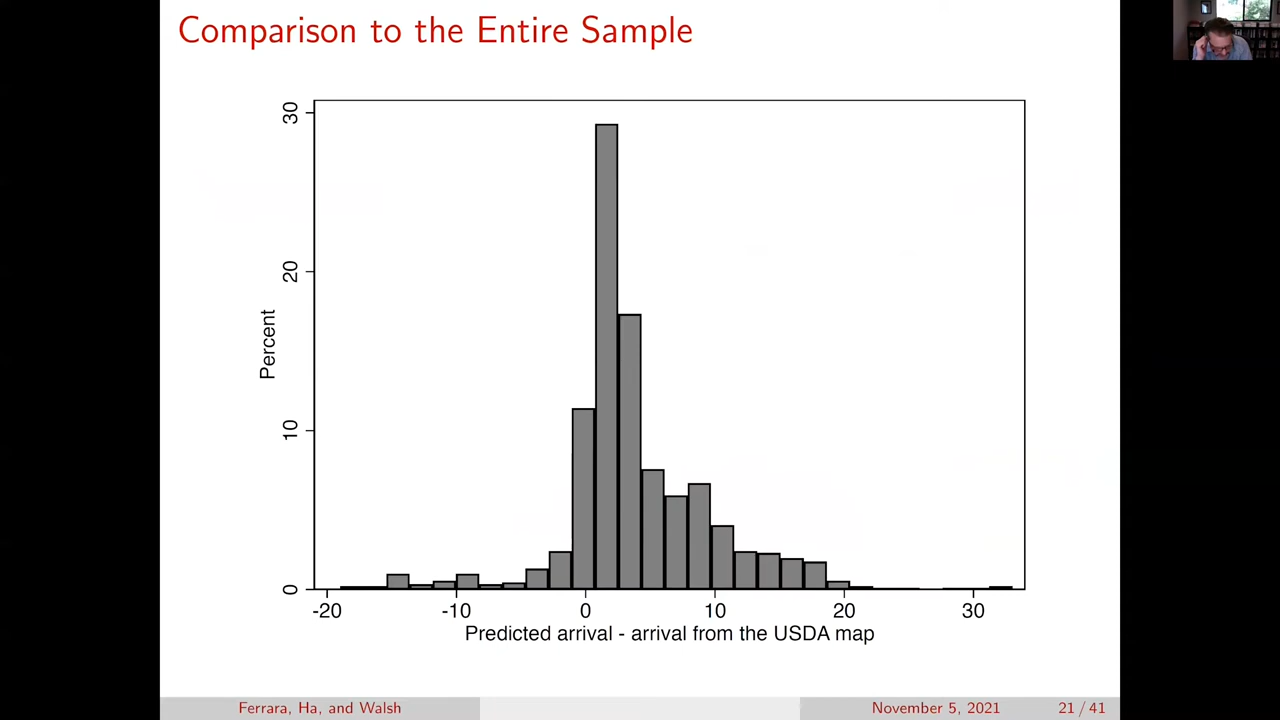 Comparison to the Entire Sample
30
20
10
0
Percent
-20 -10 0 10 20 30
Predicted arrival - arrival from the USDA map
Ferrara, Ha, and Walsh November 5, 2021 21 / 41